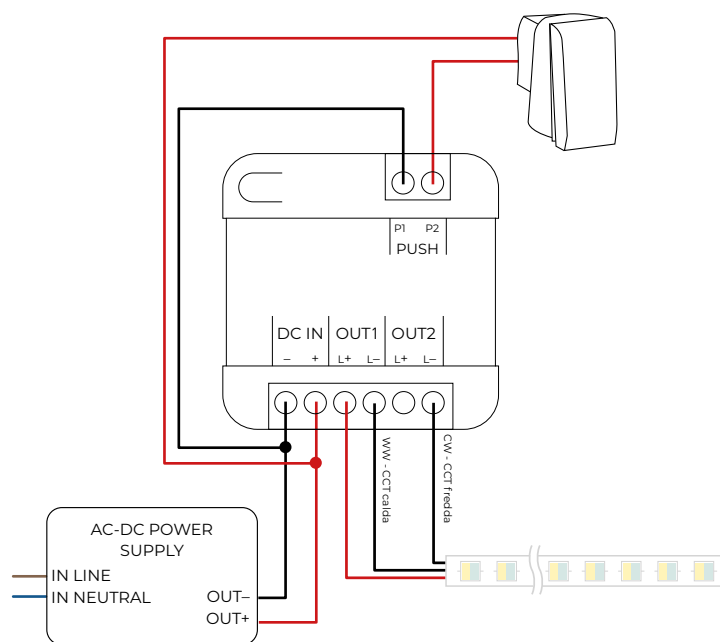 P1 P2
PUSH
DC IN OUT1 OUT2
– + L+ L– L+ L–
WW - CCT calda
CW - CCT fredda
AC-DC POWER
SUPPLY
IN LINE
IN NEUTRAL
OUT–
OUT+